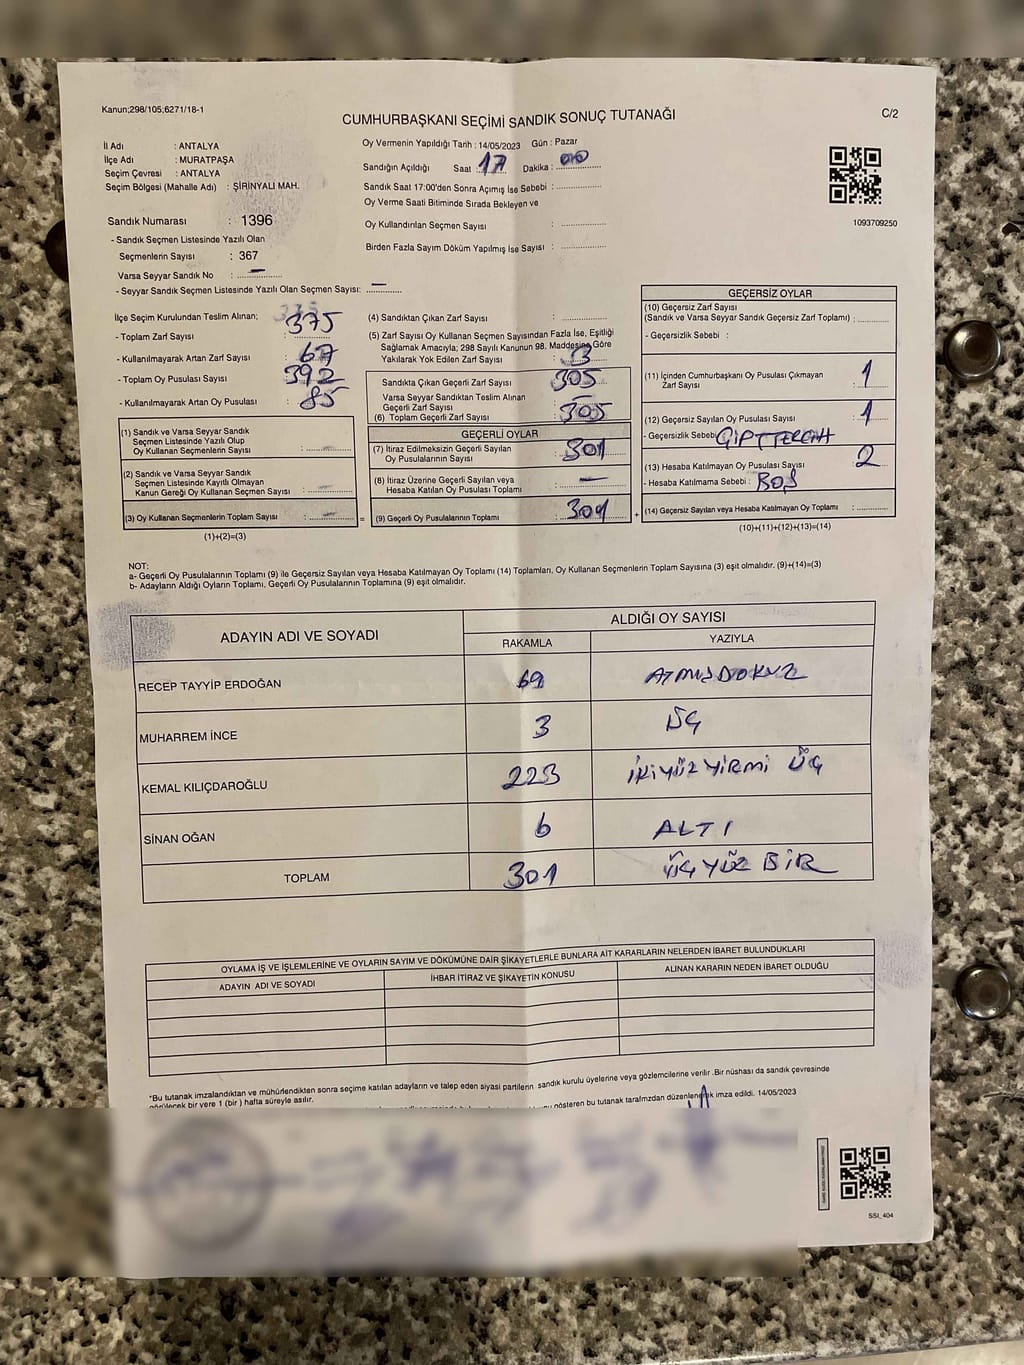 Kanun;298/105,6271/18-1
CUMHURBAŞKANI SEÇİMİ SANDIK SONUÇ TUTANAĞI
C/2
İl Adı : ANTALYA
İlçe Adı : MURATPAŞA
Seçim Çevresi : ANTALYA
Seçim Bölgesi (Mahalle Adı) : ŞİRİNYALI MAH.
Sandık Numarası : 1396
- Sandık Seçmen Listesinde Yazılı Olan
Seçmenlerin Sayısı : 367
Varsa Seyyar Sandık No : —
- Seyyar Sandık Seçmen Listesinde Yazılı Olan Seçmen Sayısı: —
Oy Vermenin Yapıldığı Tarih : 14/05/2023 Gün : Pazar
Sandığın Açıldığı Saat 17 Dakika : 00
Sandık Saat 17:00'den Sonra Açımış İse Sebebi :
Oy Verme Saati Bitiminde Sırada Bekleyen ve
Oy Kullandırılan Seçmen Sayısı :
Birden Fazla Sayım Döküm Yapılmış İse Sayısı :
1093709250
İlçe Seçim Kurulundan Teslim Alınan;
- Toplam Zarf Sayısı : 375
- Kullanılmayarak Artan Zarf Sayısı : 67
- Toplam Oy Pusulası Sayısı : 392
- Kullanılmayarak Artan Oy Pusulası : 85
(1) Sandık ve Varsa Seyyar Sandık
Seçmen Listesinde Yazılı Olup
Oy Kullanan Seçmenlerin Sayısı : —
(2) Sandık ve Varsa Seyyar Sandık
Seçmen Listesinde Kayıtlı Olmayan
Kanun Gereği Oy Kullanan Seçmen Sayısı : —
(3) Oy Kullanan Seçmenlerin Toplam Sayısı : — =
(1)+(2)=(3)
(4) Sandıktan Çıkan Zarf Sayısı :
(5) Zarf Sayısı Oy Kullanan Seçmen Sayısından Fazla İse, Eşitliği
Sağlamak Amacıyla; 298 Sayılı Kanunun 98. Maddesine Göre
Yakılarak Yok Edilen Zarf Sayısı : 3
Sandıkta Çıkan Geçerli Zarf Sayısı 305
Varsa Seyyar Sandıktan Teslim Alınan
Geçerli Zarf Sayısı : —
(6) Toplam Geçerli Zarf Sayısı : 305
GEÇERLİ OYLAR
(7) İtiraz Edilmeksizin Geçerli Sayılan
Oy Pusulalarının Sayısı : 301
(8) İtiraz Üzerine Geçerli Sayılan veya
Hesaba Katılan Oy Pusulası Toplamı : —
(9) Geçerli Oy Pusulalarının Toplamı : 301 +
GEÇERSİZ OYLAR
(10) Geçersiz Zarf Sayısı
(Sandık ve Varsa Seyyar Sandık Geçersiz Zarf Toplamı) :
- Geçersizlik Sebebi :
(11) İçinden Cumhurbaşkanı Oy Pusulası Çıkmayan
Zarf Sayısı : 1
(12) Geçersiz Sayılan Oy Pusulası Sayısı : 1
- Geçersizlik Sebebi ÇİFT TERCİH
(13) Hesaba Katılmayan Oy Pusulası Sayısı : 2
- Hesaba Katılmama Sebebi : BOŞ
(14) Geçersiz Sayılan veya Hesaba Katılmayan Oy Toplamı :
(10)+(11)+(12)+(13)=(14)
NOT:
a- Geçerli Oy Pusulalarının Toplamı (9) ile Geçersiz Sayılan veya Hesaba Katılmayan Oy Toplamı (14) Toplamları, Oy Kullanan Seçmenlerin Toplam Sayısına (3) eşit olmalıdır. (9)+(14)=(3)
b- Adayların Aldığı Oyların Toplamı, Geçerli Oy Pusulalarının Toplamına (9) eşit olmalıdır.
ADAYIN ADI VE SOYADI
ALDIĞI OY SAYISI
RAKAMLA YAZIYLA
RECEP TAYYİP ERDOĞAN 69 ATMIŞDOKUZ
MUHARREM İNCE 3 ÜÇ
KEMAL KILIÇDAROĞLU 223 İKİYÜZYİRMİ ÜÇ
SİNAN OĞAN 6 ALTI
TOPLAM 301 ÜÇYÜZ BİR
OYLAMA İŞ VE İŞLEMLERİNE VE OYLARIN SAYIM VE DÖKÜMÜNE DAİR ŞİKAYETLERLE BUNLARA AİT KARARLARIN NELERDEN İBARET BULUNDUKLARI
ADAYIN ADI VE SOYADI
İHBAR İTİRAZ VE ŞİKAYETİN KONUSU
ALINAN KARARIN NEDEN İBARET OLDUĞU
*Bu tutanak imzalandıktan ve mühürlendikten sonra seçime katılan adayların ve talep eden siyasi partilerin sandık kurulu üyelerine veya gözlemcilerine verilir. Bir nüshası da sandık çevresinde
görülecek bir yere 1 (bir) hafta süreyle asılır.
gösteren bu tutanak tarafımızdan düzenlenerek imza edildi. 14/05/2023
SSİ_404